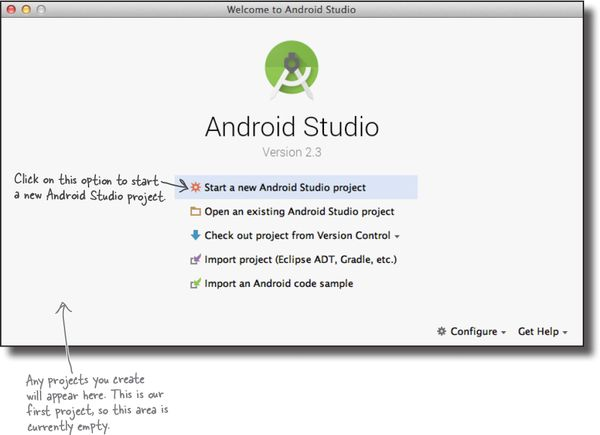 Welcome to Android Studio
Android Studio
Version 2.3
Click on this option to start
a new Android Studio project.
Start a new Android Studio project
Open an existing Android Studio project
Check out project from Version Control
Import project (Eclipse ADT, Gradle, etc.)
Import an Android code sample
Configure
Get Help
Any projects you create
will appear here. This is our
first project, so this area is
currently empty.